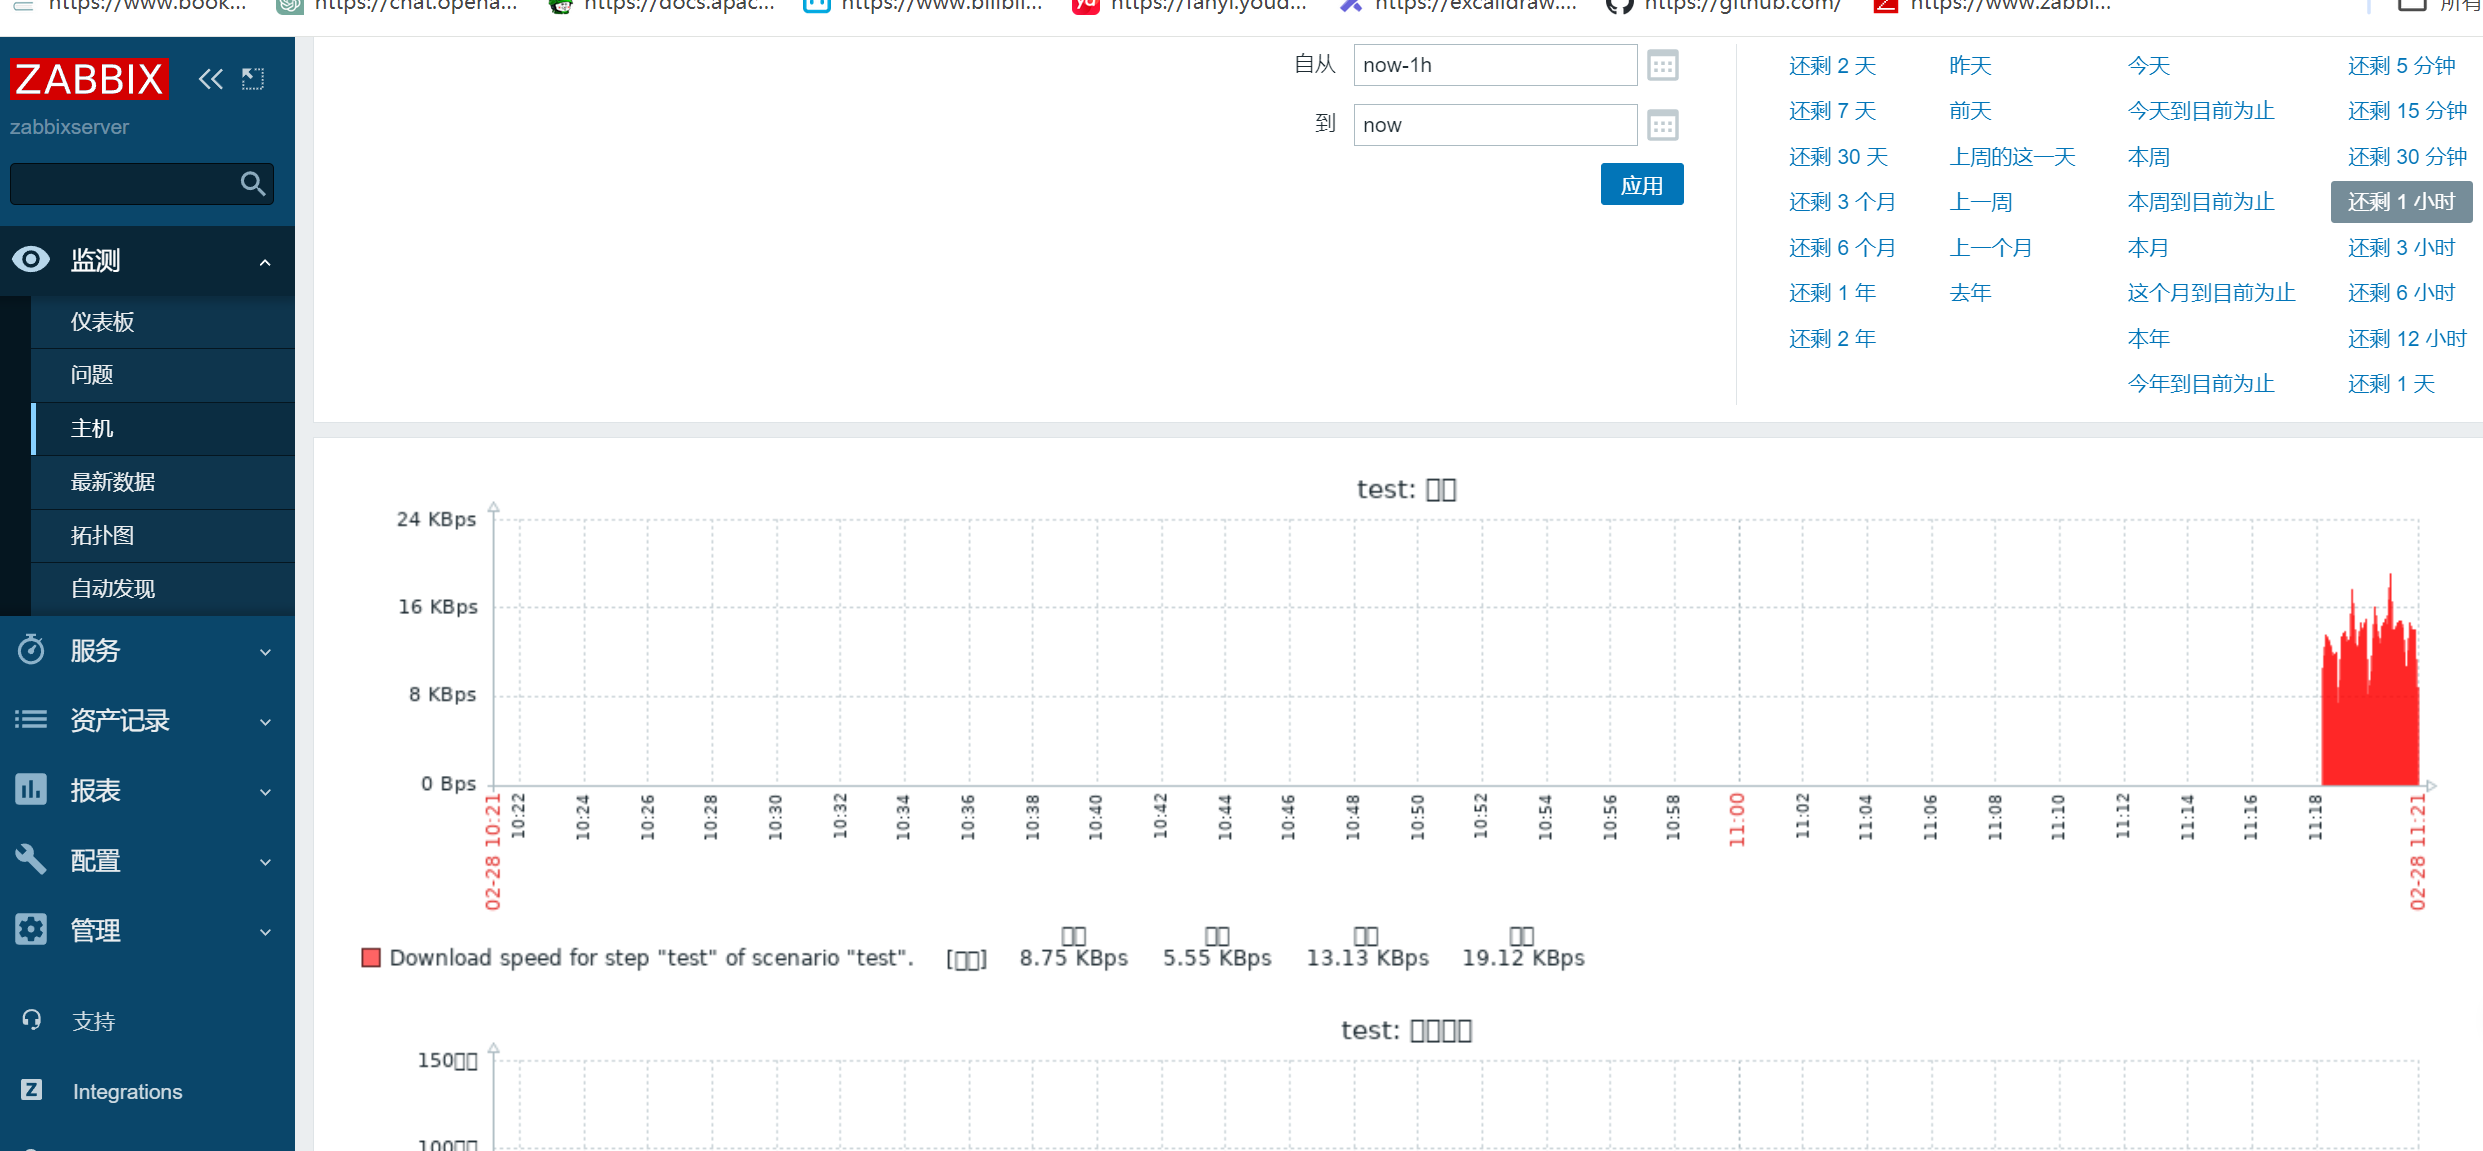 https://www.book...
https://chat.opena...
https://docs.apac...
https://www.bilibili...
https://fanyi.youd...
https://excalidraw....
https://github.com/
https://www.zabbi...
所有
ZABBIX
zabbixserver
监测
仪表板
问题
主机
最新数据
拓扑图
自动发现
服务
资产记录
报表
配置
管理
支持
Integrations
自从 now-1h
到 now
应用
还剩 2 天 昨天 今天 还剩 5 分钟
还剩 7 天 前天 今天到目前为止 还剩 15 分钟
还剩 30 天 上周的这一天 本周 还剩 30 分钟
还剩 3 个月 上一周 本周到目前为止 还剩 1 小时
还剩 6 个月 上一个月 本月 还剩 3 小时
还剩 1 年 去年 这个月到目前为止 还剩 6 小时
还剩 2 年 本年 还剩 12 小时
今年到目前为止 还剩 1 天
test:
24 KBps
16 KBps
8 KBps
0 Bps
02-28 10:21
10:22
10:24
10:26
10:28
10:30
10:32
10:34
10:36
10:38
10:40
10:42
10:44
10:46
10:48
10:50
10:52
10:54
10:56
10:58
11:00
11:02
11:04
11:06
11:08
11:10
11:12
11:14
11:16
11:18
02-28 11:21
Download speed for step "test" of scenario "test". 8.75 KBps 5.55 KBps 13.13 KBps 19.12 KBps
test:
150
100